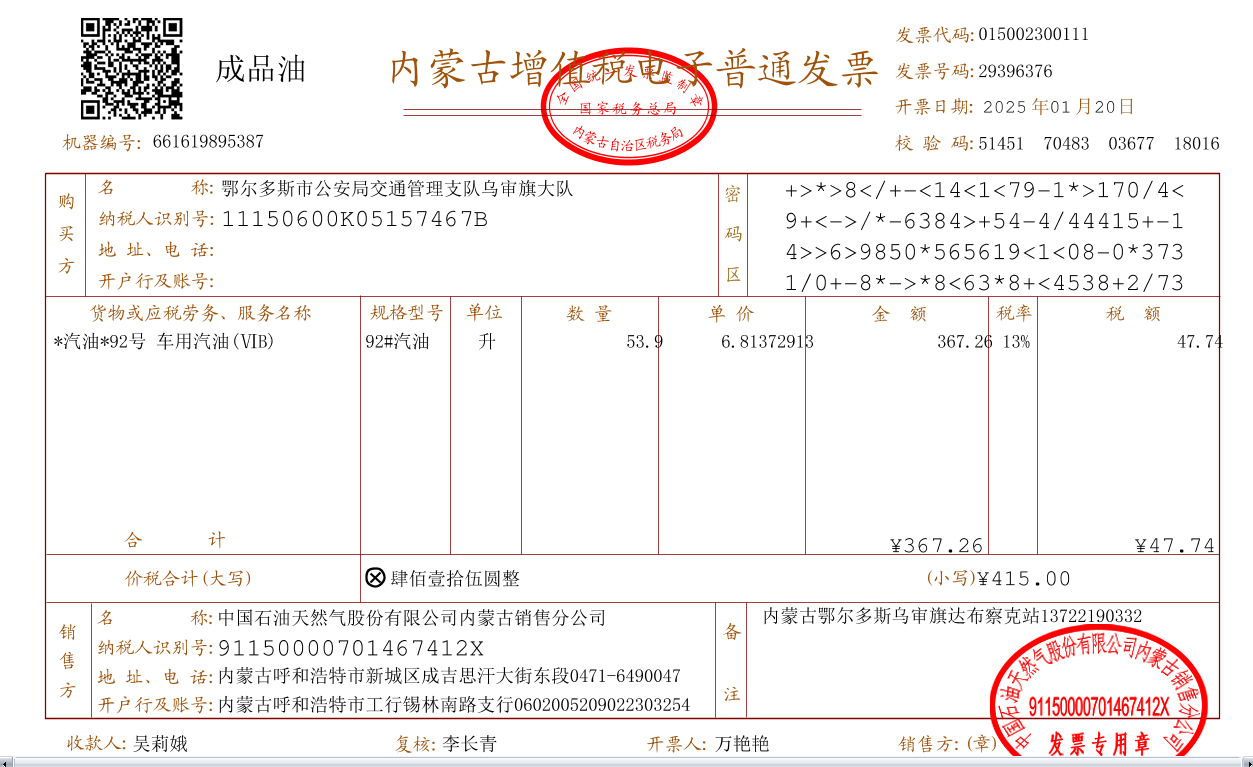 成品油
内蒙古增值税电子普通发票
全国统一发票监制章
国家税务总局
内蒙古自治区税务局
发票代码: 015002300111
发票号码: 29396376
开票日期: 2025年01月20日
校 验 码: 51451 70483 03677 18016
机器编号: 661619895387
购买方
名 称: 鄂尔多斯市公安局交通管理支队乌审旗大队
纳税人识别号: 11150600K05157467B
地 址、电 话:
开户行及账号:
密码区
+>*>8</+-<14<1<79-1*>170/4<
9+<->/*-6384>+54-4/44415+-1
4>>6>9850*565619<1<08-0*373
1/0+-8*->*8<63*8+<4538+2/73
货物或应税劳务、服务名称 规格型号 单位 数 量 单 价 金 额 税率 税 额
*汽油*92号 车用汽油(VIB) 92#汽油 升 53.9 6.81372913 367.26 13% 47.74
合 计 ¥367.26 ¥47.74
价税合计(大写) ⊗肆佰壹拾伍圆整 (小写)¥415.00
销售方
名 称: 中国石油天然气股份有限公司内蒙古销售分公司
纳税人识别号: 91150000701467412X
地 址、电 话: 内蒙古呼和浩特市新城区成吉思汗大街东段0471-6490047
开户行及账号: 内蒙古呼和浩特市工行锡林南路支行0602005209022303254
备注
内蒙古鄂尔多斯乌审旗达布察克站13722190332
中国石油天然气股份有限公司内蒙古销售分公司
91150000701467412X
发票专用章
收款人: 吴莉娥 复核: 李长青 开票人: 万艳艳 销售方: (章)